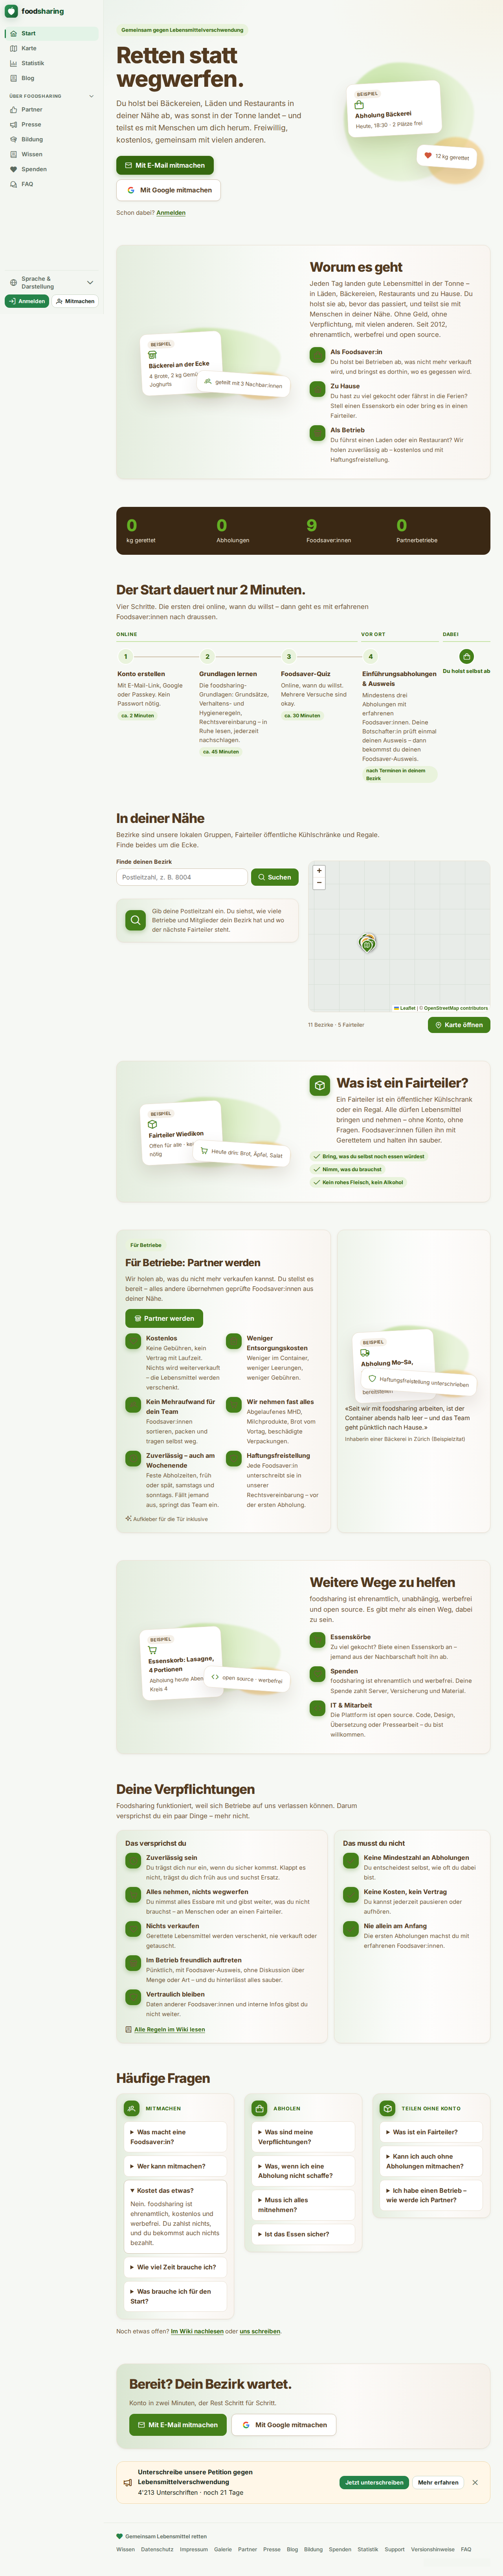 foodsharing
Start
Karte
Statistik
Blog
ÜBER FOODSHARING
Partner
Presse
Bildung
Wissen
Spenden
FAQ
Sprache &
Darstellung
Anmelden
Mitmachen
Gemeinsam gegen Lebensmittelverschwendung
Retten statt
wegwerfen.
Du holst bei Bäckereien, Läden und Restaurants in
deiner Nähe ab, was sonst in der Tonne landet – und
teilst es mit Menschen um dich herum. Freiwillig,
kostenlos, gemeinsam mit vielen anderen.
Mit E-Mail mitmachen
Mit Google mitmachen
Schon dabei? Anmelden
BEISPIEL
Abholung Bäckerei
Heute, 18:30 · 2 Plätze frei
12 kg gerettet
BEISPIEL
Bäckerei an der Ecke
4 Brote, 2 kg Gemü
Joghurts
geteilt mit 3 Nachbar:innen
Worum es geht
Jeden Tag landen gute Lebensmittel in der Tonne –
in Läden, Bäckereien, Restaurants und zu Hause. Du
holst sie ab, bevor das passiert, und teilst sie mit
Menschen in deiner Nähe. Ohne Geld, ohne
Verpflichtung, mit vielen anderen. Seit 2012,
ehrenamtlich, werbefrei und open source.
Als Foodsaver:in
Du holst bei Betrieben ab, was nicht mehr verkauft
wird, und bringst es dorthin, wo es gegessen wird.
Zu Hause
Du hast zu viel gekocht oder fährst in die Ferien?
Stell einen Essenskorb ein oder bring es in einen
Fairteiler.
Als Betrieb
Du führst einen Laden oder ein Restaurant? Wir
holen zuverlässig ab – kostenlos und mit
Haftungsfreistellung.
0
kg gerettet
0
Abholungen
9
Foodsaver:innen
0
Partnerbetriebe
Der Start dauert nur 2 Minuten.
Vier Schritte. Die ersten drei online, wann du willst – dann geht es mit erfahrenen
Foodsaver:innen nach draussen.
ONLINE
VOR ORT
DABEI
1
Konto erstellen
Mit E-Mail-Link, Google
oder Passkey. Kein
Passwort nötig.
ca. 2 Minuten
2
Grundlagen lernen
Die foodsharing-
Grundlagen: Grundsätze,
Verhaltens- und
Hygieneregeln,
Rechtsvereinbarung – in
Ruhe lesen, jederzeit
nachschlagen.
ca. 45 Minuten
3
Foodsaver-Quiz
Online, wann du willst.
Mehrere Versuche sind
okay.
ca. 30 Minuten
4
Einführungsabholungen
& Ausweis
Mindestens drei
Abholungen mit
erfahrenen
Foodsaver:innen. Deine
Botschafter:in prüft einmal
deinen Ausweis – dann
bekommst du deinen
Foodsaver-Ausweis.
nach Terminen in deinem
Bezirk
Du holst selbst ab
In deiner Nähe
Bezirke sind unsere lokalen Gruppen, Fairteiler öffentliche Kühlschränke und Regale.
Finde beides um die Ecke.
Finde deinen Bezirk
Postleitzahl, z. B. 8004
Suchen
Gib deine Postleitzahl ein. Du siehst, wie viele
Betriebe und Mitglieder dein Bezirk hat und wo
der nächste Fairteiler steht.
+
−
Leaflet | © OpenStreetMap contributors
11 Bezirke · 5 Fairteiler
Karte öffnen
BEISPIEL
Fairteiler Wiedikon
Offen für alle · kei
nötig
Heute drin: Brot, Äpfel, Salat
Was ist ein Fairteiler?
Ein Fairteiler ist ein öffentlicher Kühlschrank
oder ein Regal. Alle dürfen Lebensmittel
bringen und nehmen – ohne Konto, ohne
Fragen. Foodsaver:innen füllen ihn mit
Gerettetem und halten ihn sauber.
Bring, was du selbst noch essen würdest
Nimm, was du brauchst
Kein rohes Fleisch, kein Alkohol
Für Betriebe
Für Betriebe: Partner werden
Wir holen ab, was du nicht mehr verkaufen kannst. Du stellst es
bereit – alles andere übernehmen geprüfte Foodsaver:innen aus
deiner Nähe.
Partner werden
Kostenlos
Keine Gebühren, kein
Vertrag mit Laufzeit.
Nichts wird weiterverkauft
– die Lebensmittel werden
verschenkt.
Weniger
Entsorgungskosten
Weniger im Container,
weniger Leerungen,
weniger Gebühren.
Kein Mehraufwand für
dein Team
Foodsaver:innen
sortieren, packen und
tragen selbst weg.
Wir nehmen fast alles
Abgelaufenes MHD,
Milchprodukte, Brot vom
Vortag, beschädigte
Verpackungen.
Zuverlässig – auch am
Wochenende
Feste Abholzeiten, früh
oder spät, samstags und
sonntags. Fällt jemand
aus, springt das Team ein.
Haftungsfreistellung
Jede Foodsaver:in
unterschreibt sie in
unserer
Rechtsvereinbarung – vor
der ersten Abholung.
Aufkleber für die Tür inklusive
BEISPIEL
Abholung Mo–Sa,
bereitstellen
Haftungsfreistellung unterschrieben
«Seit wir mit foodsharing arbeiten, ist der
Container abends halb leer – und das Team
geht pünktlich nach Hause.»
Inhaberin einer Bäckerei in Zürich (Beispielzitat)
BEISPIEL
Essenskorb: Lasagne,
4 Portionen
Abholung heute Aben
Kreis 4
open source · werbefrei
Weitere Wege zu helfen
foodsharing ist ehrenamtlich, unabhängig, werbefrei
und open source. Es gibt mehr als einen Weg, dabei
zu sein.
Essenskörbe
Zu viel gekocht? Biete einen Essenskorb an –
jemand aus der Nachbarschaft holt ihn ab.
Spenden
foodsharing ist ehrenamtlich und werbefrei. Deine
Spende zahlt Server, Versicherung und Material.
IT & Mitarbeit
Die Plattform ist open source. Code, Design,
Übersetzung oder Pressearbeit – du bist
willkommen.
Deine Verpflichtungen
Foodsharing funktioniert, weil sich Betriebe auf uns verlassen können. Darum
versprichst du ein paar Dinge – mehr nicht.
Das versprichst du
Zuverlässig sein
Du trägst dich nur ein, wenn du sicher kommst. Klappt es
nicht, trägst du dich früh aus und suchst Ersatz.
Alles nehmen, nichts wegwerfen
Du nimmst alles Essbare mit und gibst weiter, was du nicht
brauchst – an Menschen oder an einen Fairteiler.
Nichts verkaufen
Gerettete Lebensmittel werden verschenkt, nie verkauft oder
getauscht.
Im Betrieb freundlich auftreten
Pünktlich, mit Foodsaver-Ausweis, ohne Diskussion über
Menge oder Art – und du hinterlässt alles sauber.
Vertraulich bleiben
Daten anderer Foodsaver:innen und interne Infos gibst du
nicht weiter.
Alle Regeln im Wiki lesen
Das musst du nicht
Keine Mindestzahl an Abholungen
Du entscheidest selbst, wie oft du dabei
bist.
Keine Kosten, kein Vertrag
Du kannst jederzeit pausieren oder
aufhören.
Nie allein am Anfang
Die ersten Abholungen machst du mit
erfahrenen Foodsaver:innen.
Häufige Fragen
MITMACHEN
Was macht eine
Foodsaver:in?
Wer kann mitmachen?
Kostet das etwas?
Nein. foodsharing ist
ehrenamtlich, kostenlos und
werbefrei. Du zahlst nichts,
und du bekommst auch nichts
bezahlt.
Wie viel Zeit brauche ich?
Was brauche ich für den
Start?
ABHOLEN
Was sind meine
Verpflichtungen?
Was, wenn ich eine
Abholung nicht schaffe?
Muss ich alles
mitnehmen?
Ist das Essen sicher?
TEILEN OHNE KONTO
Was ist ein Fairteiler?
Kann ich auch ohne
Abholungen mitmachen?
Ich habe einen Betrieb –
wie werde ich Partner?
Noch etwas offen? Im Wiki nachlesen oder uns schreiben.
Bereit? Dein Bezirk wartet.
Konto in zwei Minuten, der Rest Schritt für Schritt.
Mit E-Mail mitmachen
Mit Google mitmachen
Unterschreibe unsere Petition gegen
Lebensmittelverschwendung
4'213 Unterschriften · noch 21 Tage
Jetzt unterschreiben
Mehr erfahren
Gemeinsam Lebensmittel retten
Wissen Datenschutz Impressum Galerie Partner Presse Blog Bildung Spenden Statistik Support Versionshinweise FAQ